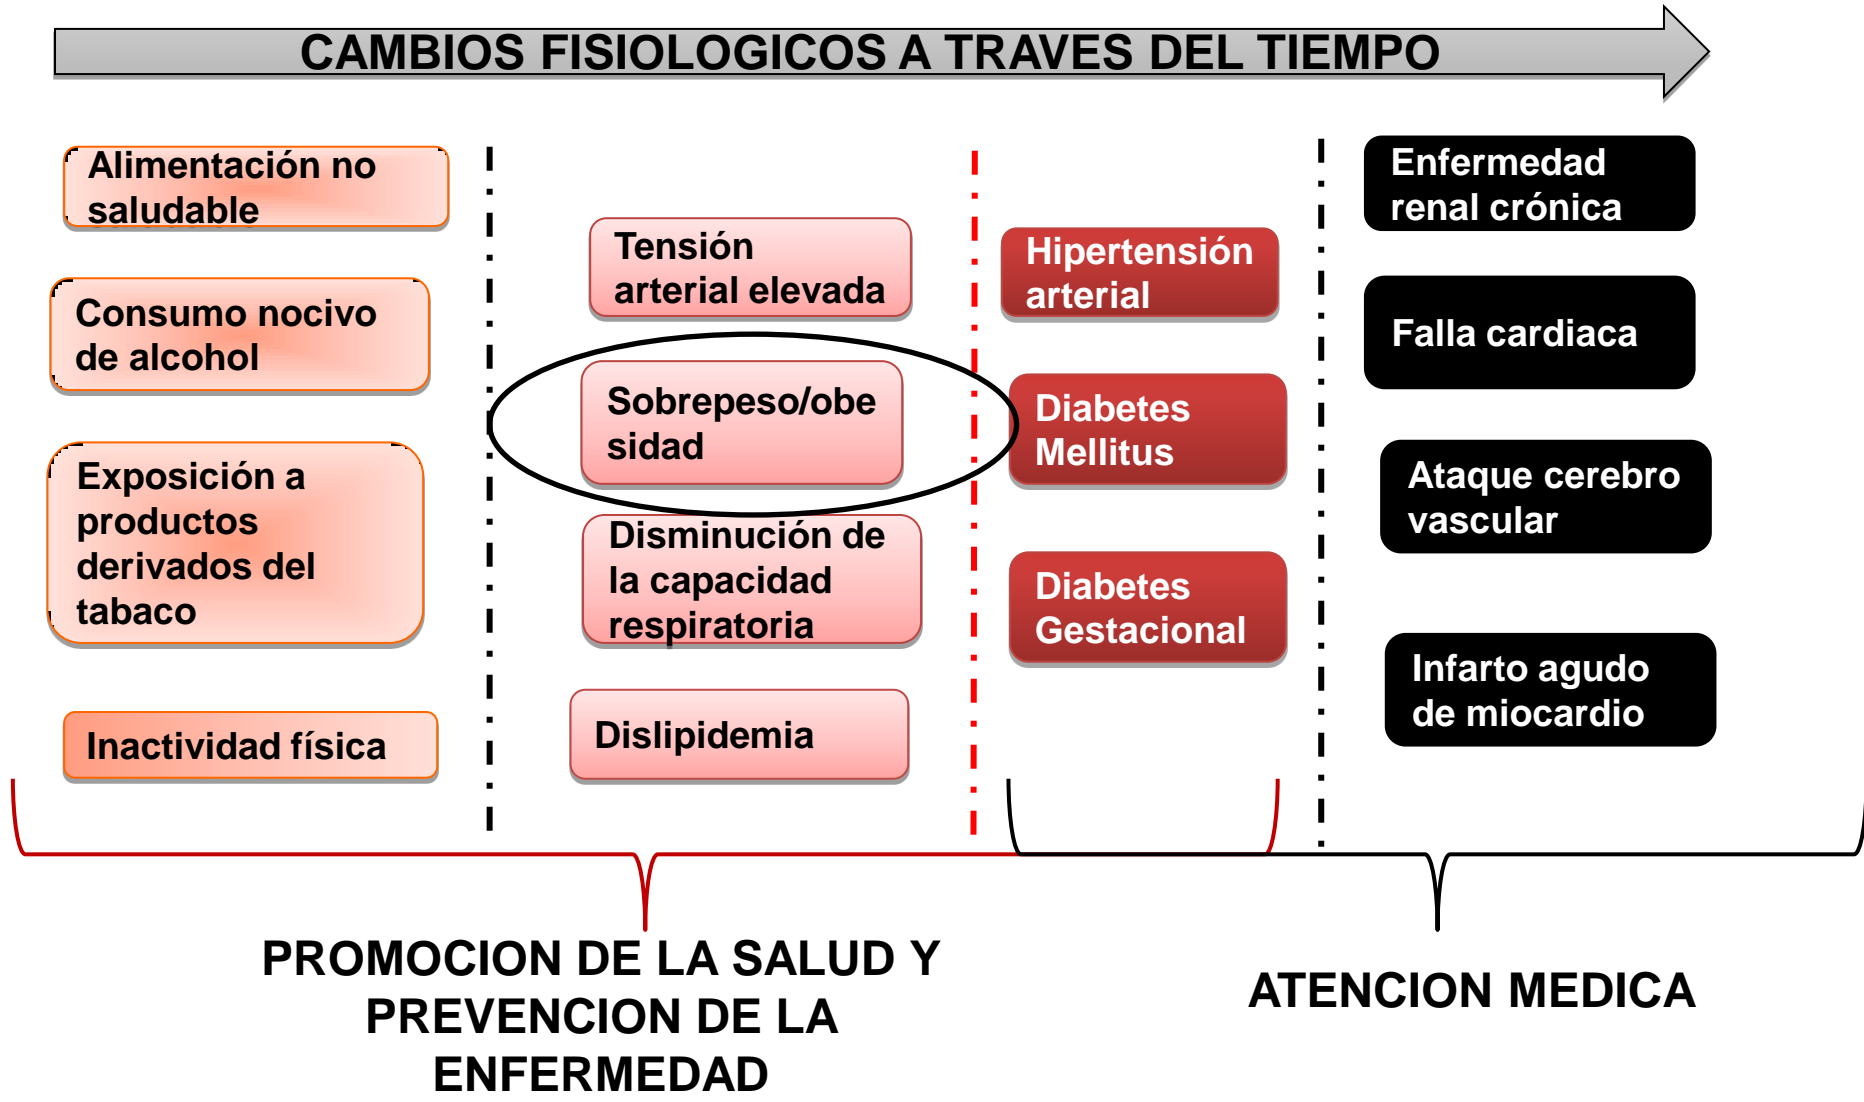 CAMBIOS FISIOLOGICOS A TRAVES DEL TIEMPO
Alimentación no
saludable
Consumo nocivo
de alcohol
Exposición a
productos
derivados del
tabaco
Inactividad física
Tensión
arterial elevada
Sobrepeso/obe
sidad
Disminución de
la capacidad
respiratoria
Dislipidemia
Hipertensión
arterial
Diabetes
Mellitus
Diabetes
Gestacional
Enfermedad
renal crónica
Falla cardiaca
Ataque cerebro
vascular
Infarto agudo
de miocardio
PROMOCION DE LA SALUD Y
PREVENCION DE LA
ENFERMEDAD
ATENCION MEDICA